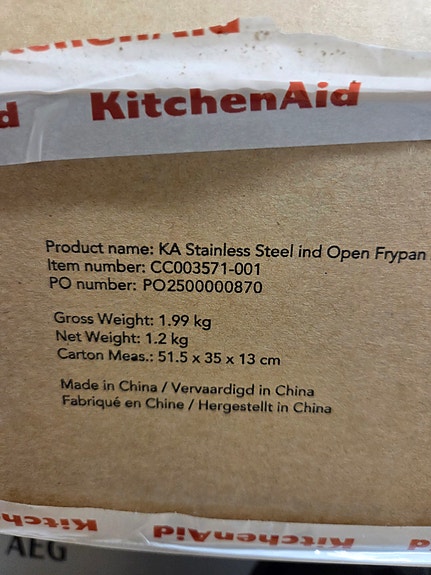 KitchenAid
d KitchenAid
Product name: KA Stainless Steel ind Open Frypan
Item number: CC003571-001
PO number: PO2500000870
Gross Weight: 1.99 kg
Net Weight: 1.2 kg
Carton Meas.: 51.5 x 35 x 13 cm
Made in China / Vervaardigd in China
Fabriqué en Chine / Hergestellt in China
KitchenAid
KitchenAid
AEG